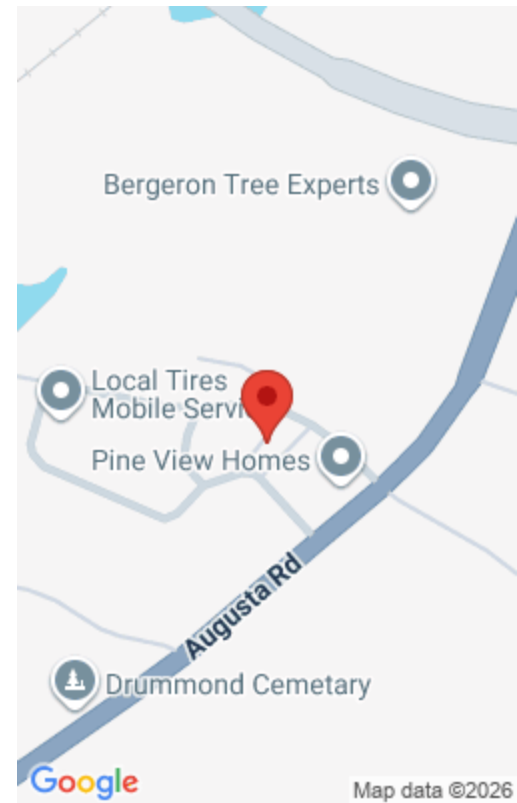 Bergeron Tree Experts
Local Tires
Mobile Servi
Pine View Homes
Augusta Rd
Drummond Cemetary
Google
Map data ©2026